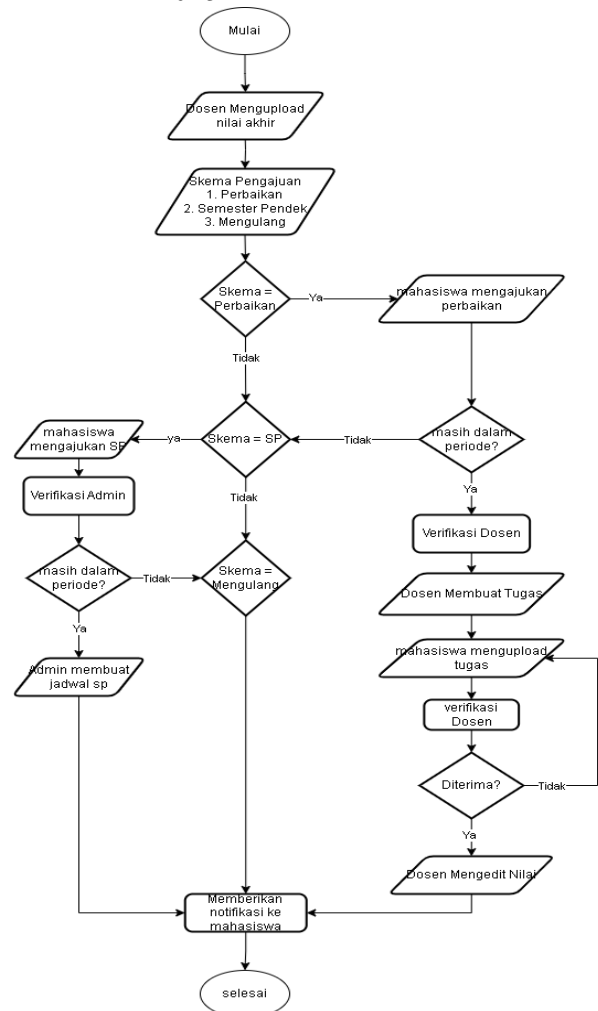 Mulai
Dosen Mengupload
nilai akhir
Skema Pengajuan
1. Perbaikan
2. Semester Pendek
3. Mengulang
Skema =
Perbaikan
Ya
mahasiswa mengajukan
perbaikan
Tidak
mahasiswa
mengajukan SP
ya
Skema = SP
Tidak
masih dalam
periode?
Verifikasi Admin
Tidak
Ya
Verifikasi Dosen
masih dalam
periode?
Tidak
Skema =
Mengulang
Dosen Membuat Tugas
Ya
mahasiswa mengupload
tugas
Admin membuat
jadwal sp
verifikasi
Dosen
Diterima?
Tidak
Ya
Dosen Mengedit Nilai
Memberikan
notifikasi ke
mahasiswa
selesai